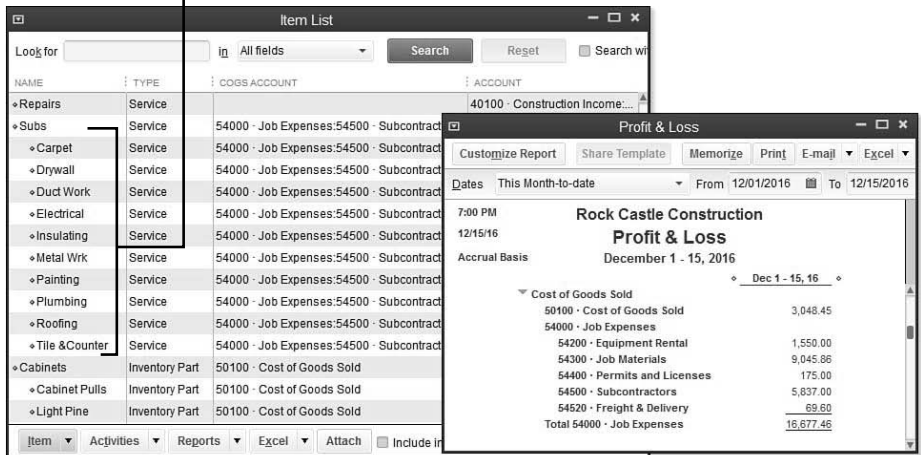 Item List
Look for in All fields Search Reset Search wi
NAME TYPE COGS ACCOUNT ACCOUNT
Repairs Service 40100 · Construction Income:...
Subs Service 54000 · Job Expenses:54500 · Subcontract
Carpet Service 54000 · Job Expenses:54500 · Subcontract
Drywall Service 54000 · Job Expenses:54500 · Subcontract
Duct Work Service 54000 · Job Expenses:54500 · Subcontract
Electrical Service 54000 · Job Expenses:54500 · Subcontract
Insulating Service 54000 · Job Expenses:54500 · Subcontract
Metal Wrk Service 54000 · Job Expenses:54500 · Subcontract
Painting Service 54000 · Job Expenses:54500 · Subcontract
Plumbing Service 54000 · Job Expenses:54500 · Subcontract
Roofing Service 54000 · Job Expenses:54500 · Subcontract
Tile &Counter Service 54000 · Job Expenses:54500 · Subcontract
Cabinets Inventory Part 50100 · Cost of Goods Sold
Cabinet Pulls Inventory Part 50100 · Cost of Goods Sold
Light Pine Inventory Part 50100 · Cost of Goods Sold
Item Activities Reports Excel Attach Include in
Profit & Loss
Customize Report Share Template Memorize Print E-mail Excel
Dates This Month-to-date From 12/01/2016 To 12/15/2016
7:00 PM Rock Castle Construction
12/15/16 Profit & Loss
Accrual Basis December 1 - 15, 2016
Dec 1 - 15, 16
Cost of Goods Sold
50100 · Cost of Goods Sold 3,048.45
54000 · Job Expenses
54200 · Equipment Rental 1,550.00
54300 · Job Materials 9,045.86
54400 · Permits and Licenses 175.00
54500 · Subcontractors 5,837.00
54520 · Freight & Delivery 69.60
Total 54000 · Job Expenses 16,677.46